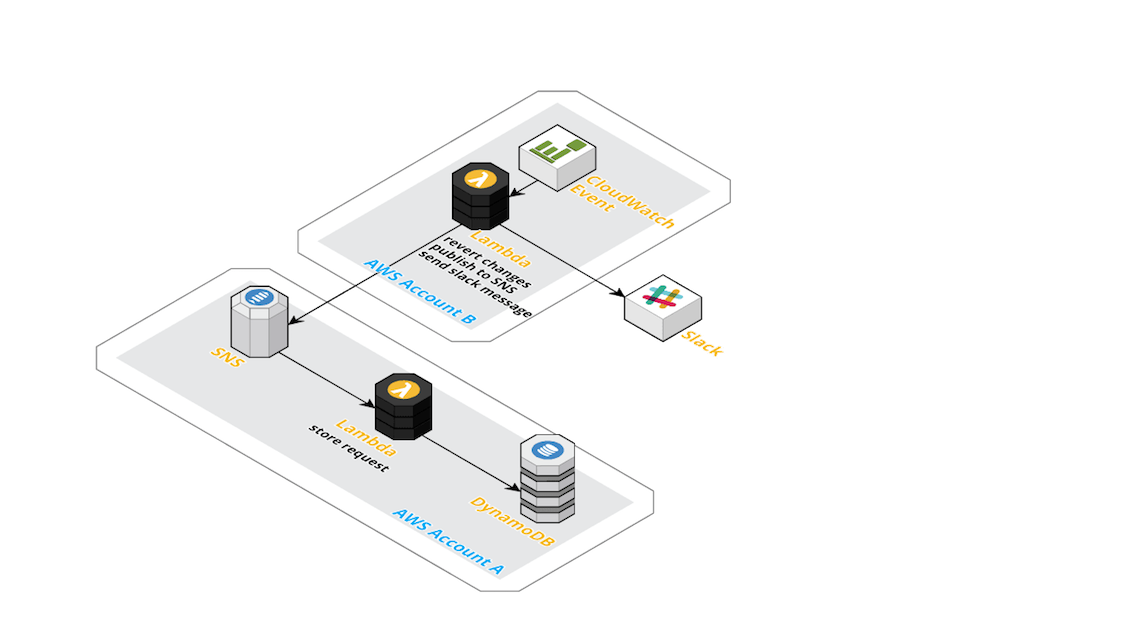 CloudWatch
Event
Lambda
revert changes
publish to SNS
send slack message
AWS Account B
Slack
SNS
Lambda
store request
DynamoDB
AWS Account A